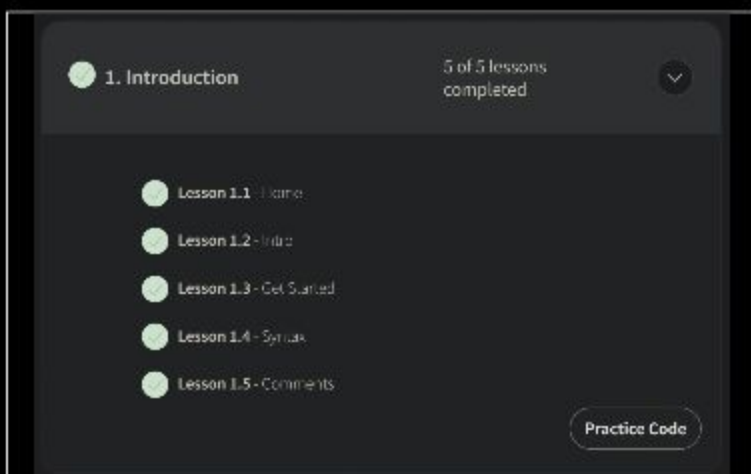 1. Introduction
5 of 5 lessons
completed
Lesson 1.1 - Home
Lesson 1.2 - Intro
Lesson 1.3 - Get Started
Lesson 1.4 - Syntax
Lesson 1.5 - Comments
Practice Code